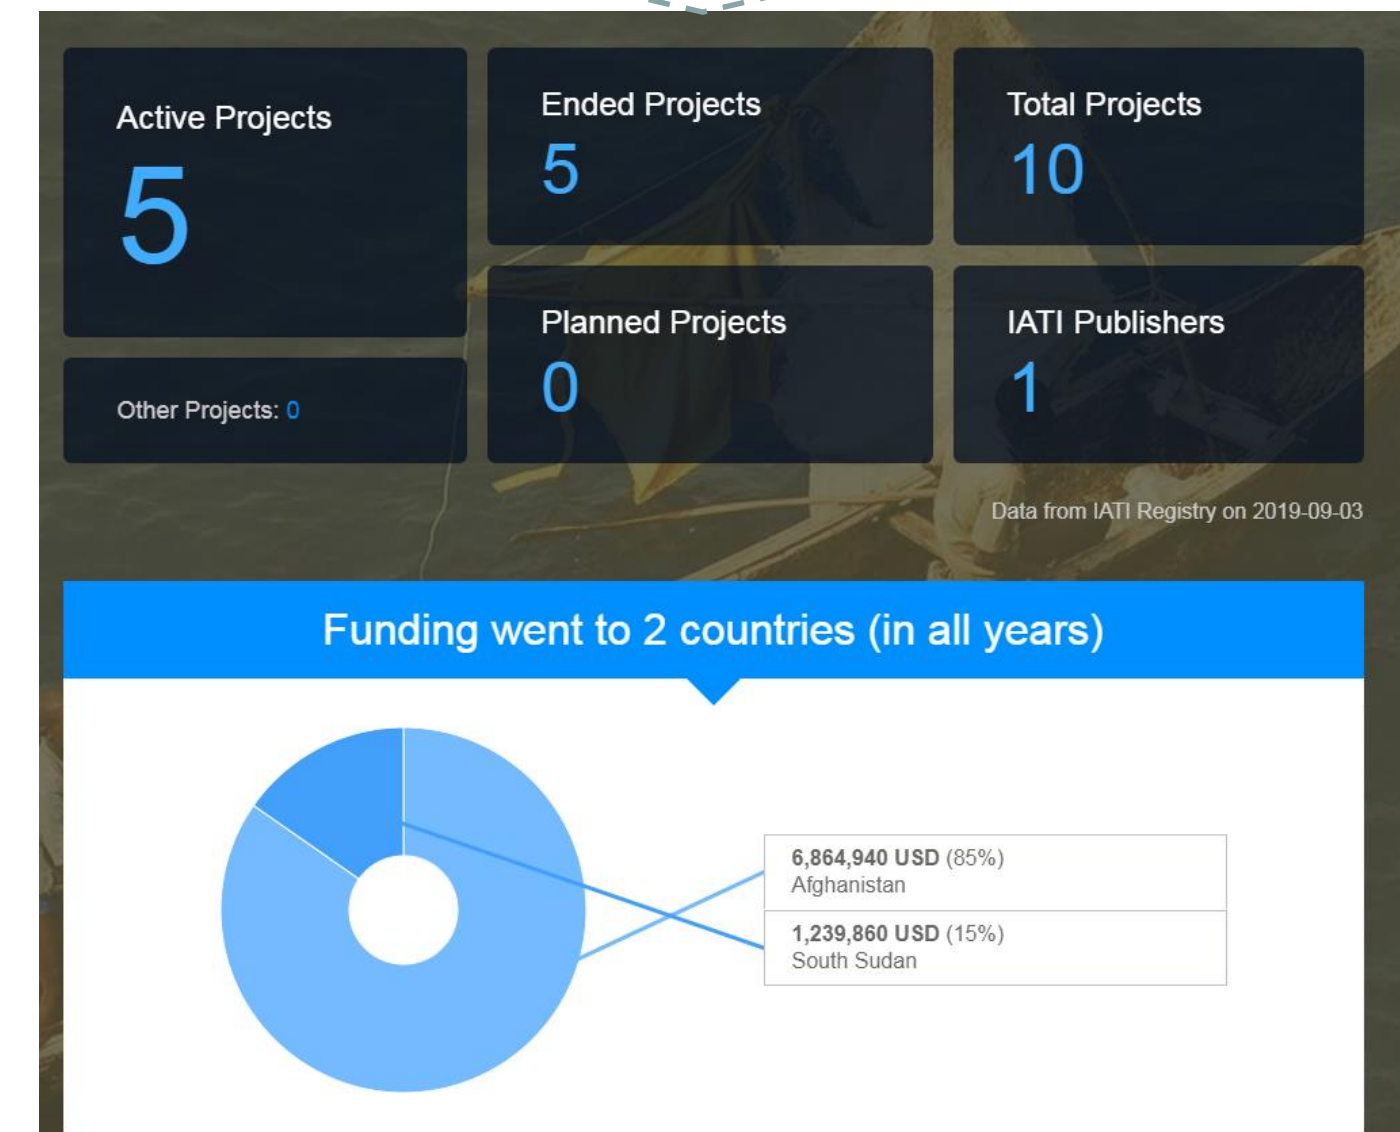 Active Projects
5
Ended Projects
5
Total Projects
10
Other Projects: 0
Planned Projects
0
IATI Publishers
1
Data from IATI Registry on 2019-09-03
Funding went to 2 countries (in all years)
6,864,940 USD (85%)
Afghanistan
1,239,860 USD (15%)
South Sudan